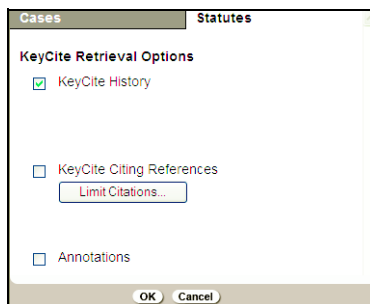 Cases Statutes
KeyCite Retrieval Options
KeyCite History
KeyCite Citing References
Limit Citations...
Annotations
OK Cancel